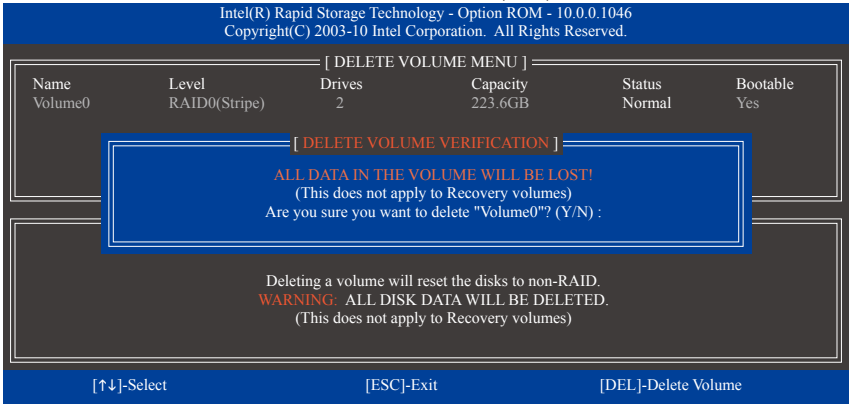 Intel(R) Rapid Storage Technology - Option ROM - 10.0.0.1046
Copyright(C) 2003-10 Intel Corporation. All Rights Reserved.
[ DELETE VOLUME MENU ]
Name Level Drives Capacity Status Bootable
Volume0 RAID0(Stripe) 2 223.6GB Normal Yes
[ DELETE VOLUME VERIFICATION ]
ALL DATA IN THE VOLUME WILL BE LOST!
(This does not apply to Recovery volumes)
Are you sure you want to delete "Volume0"? (Y/N) :
Deleting a volume will reset the disks to non-RAID.
WARNING: ALL DISK DATA WILL BE DELETED.
(This does not apply to Recovery volumes)
[↑↓]-Select [ESC]-Exit [DEL]-Delete Volume